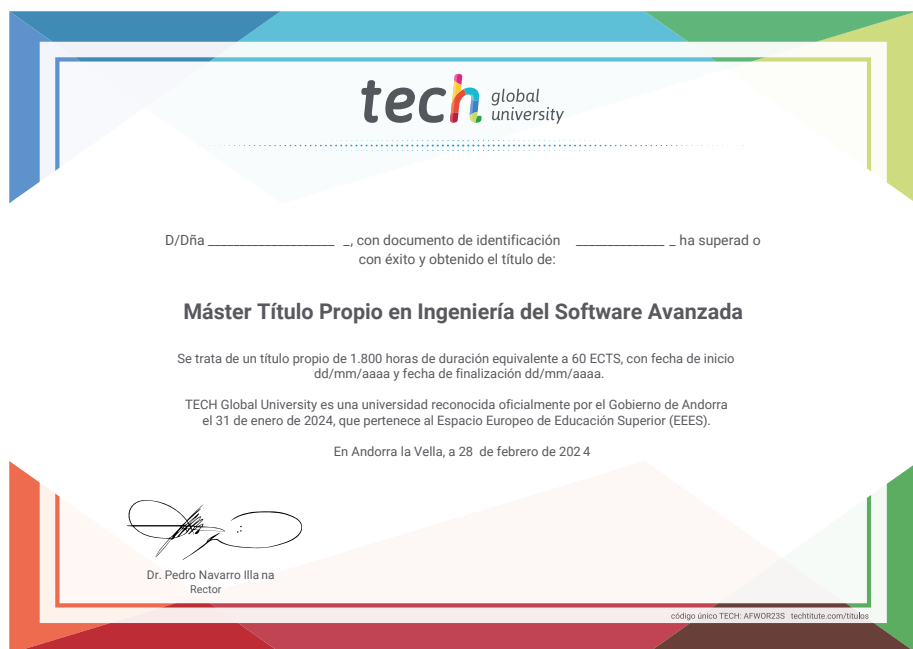 tech global university
D/Dña _____________________ _, con documento de identificación _______________ _ ha superad o
con éxito y obtenido el título de:
Máster Título Propio en Ingeniería del Software Avanzada
Se trata de un título propio de 1.800 horas de duración equivalente a 60 ECTS, con fecha de inicio
dd/mm/aaaa y fecha de finalización dd/mm/aaaa.
TECH Global University es una universidad reconocida oficialmente por el Gobierno de Andorra
el 31 de enero de 2024, que pertenece al Espacio Europeo de Educación Superior (EEES).
En Andorra la Vella, a 28 de febrero de 202 4
Dr. Pedro Navarro Illa na
Rector
código único TECH: AFWOR23S techtitute.com/titulos